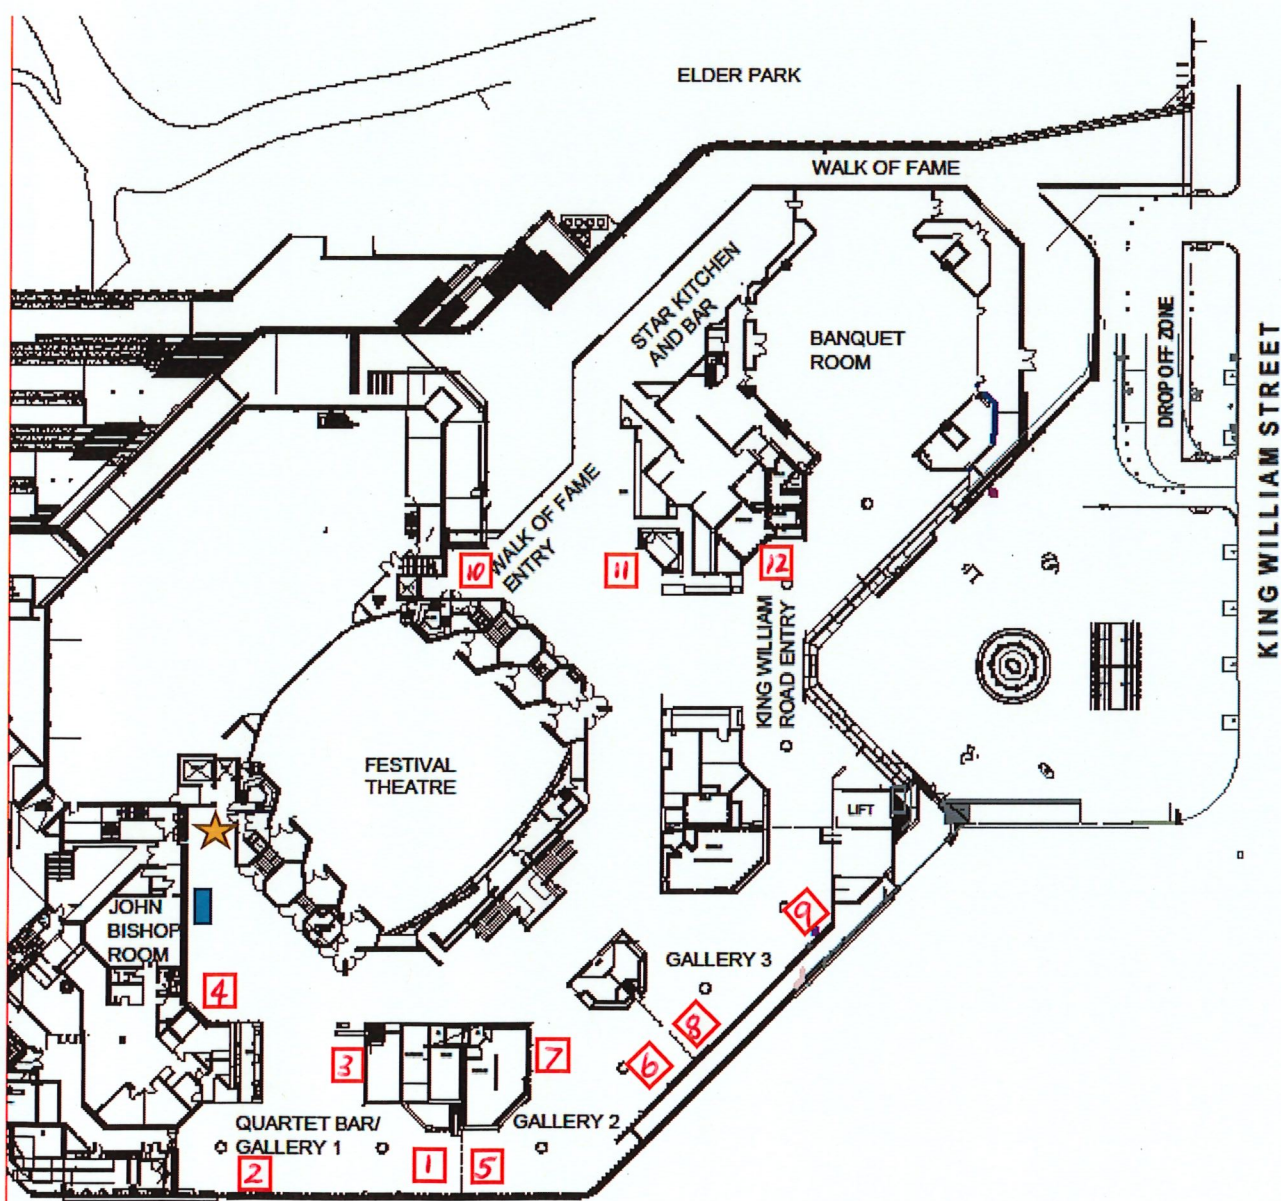 ELDER PARK
WALK OF FAME
STAR KITCHEN
AND BAR
BANQUET
ROOM
DROP OFF ZONE
KING WILLIAM STREET
WALK OF FAME
ENTRY
10
11
12
KING WILLIAM
ROAD ENTRY
FESTIVAL
THEATRE
LIFT
JOHN
BISHOP
ROOM
9
GALLERY 3
4
8
3
7
6
QUARTET BAR/
GALLERY 1
GALLERY 2
2
1
5